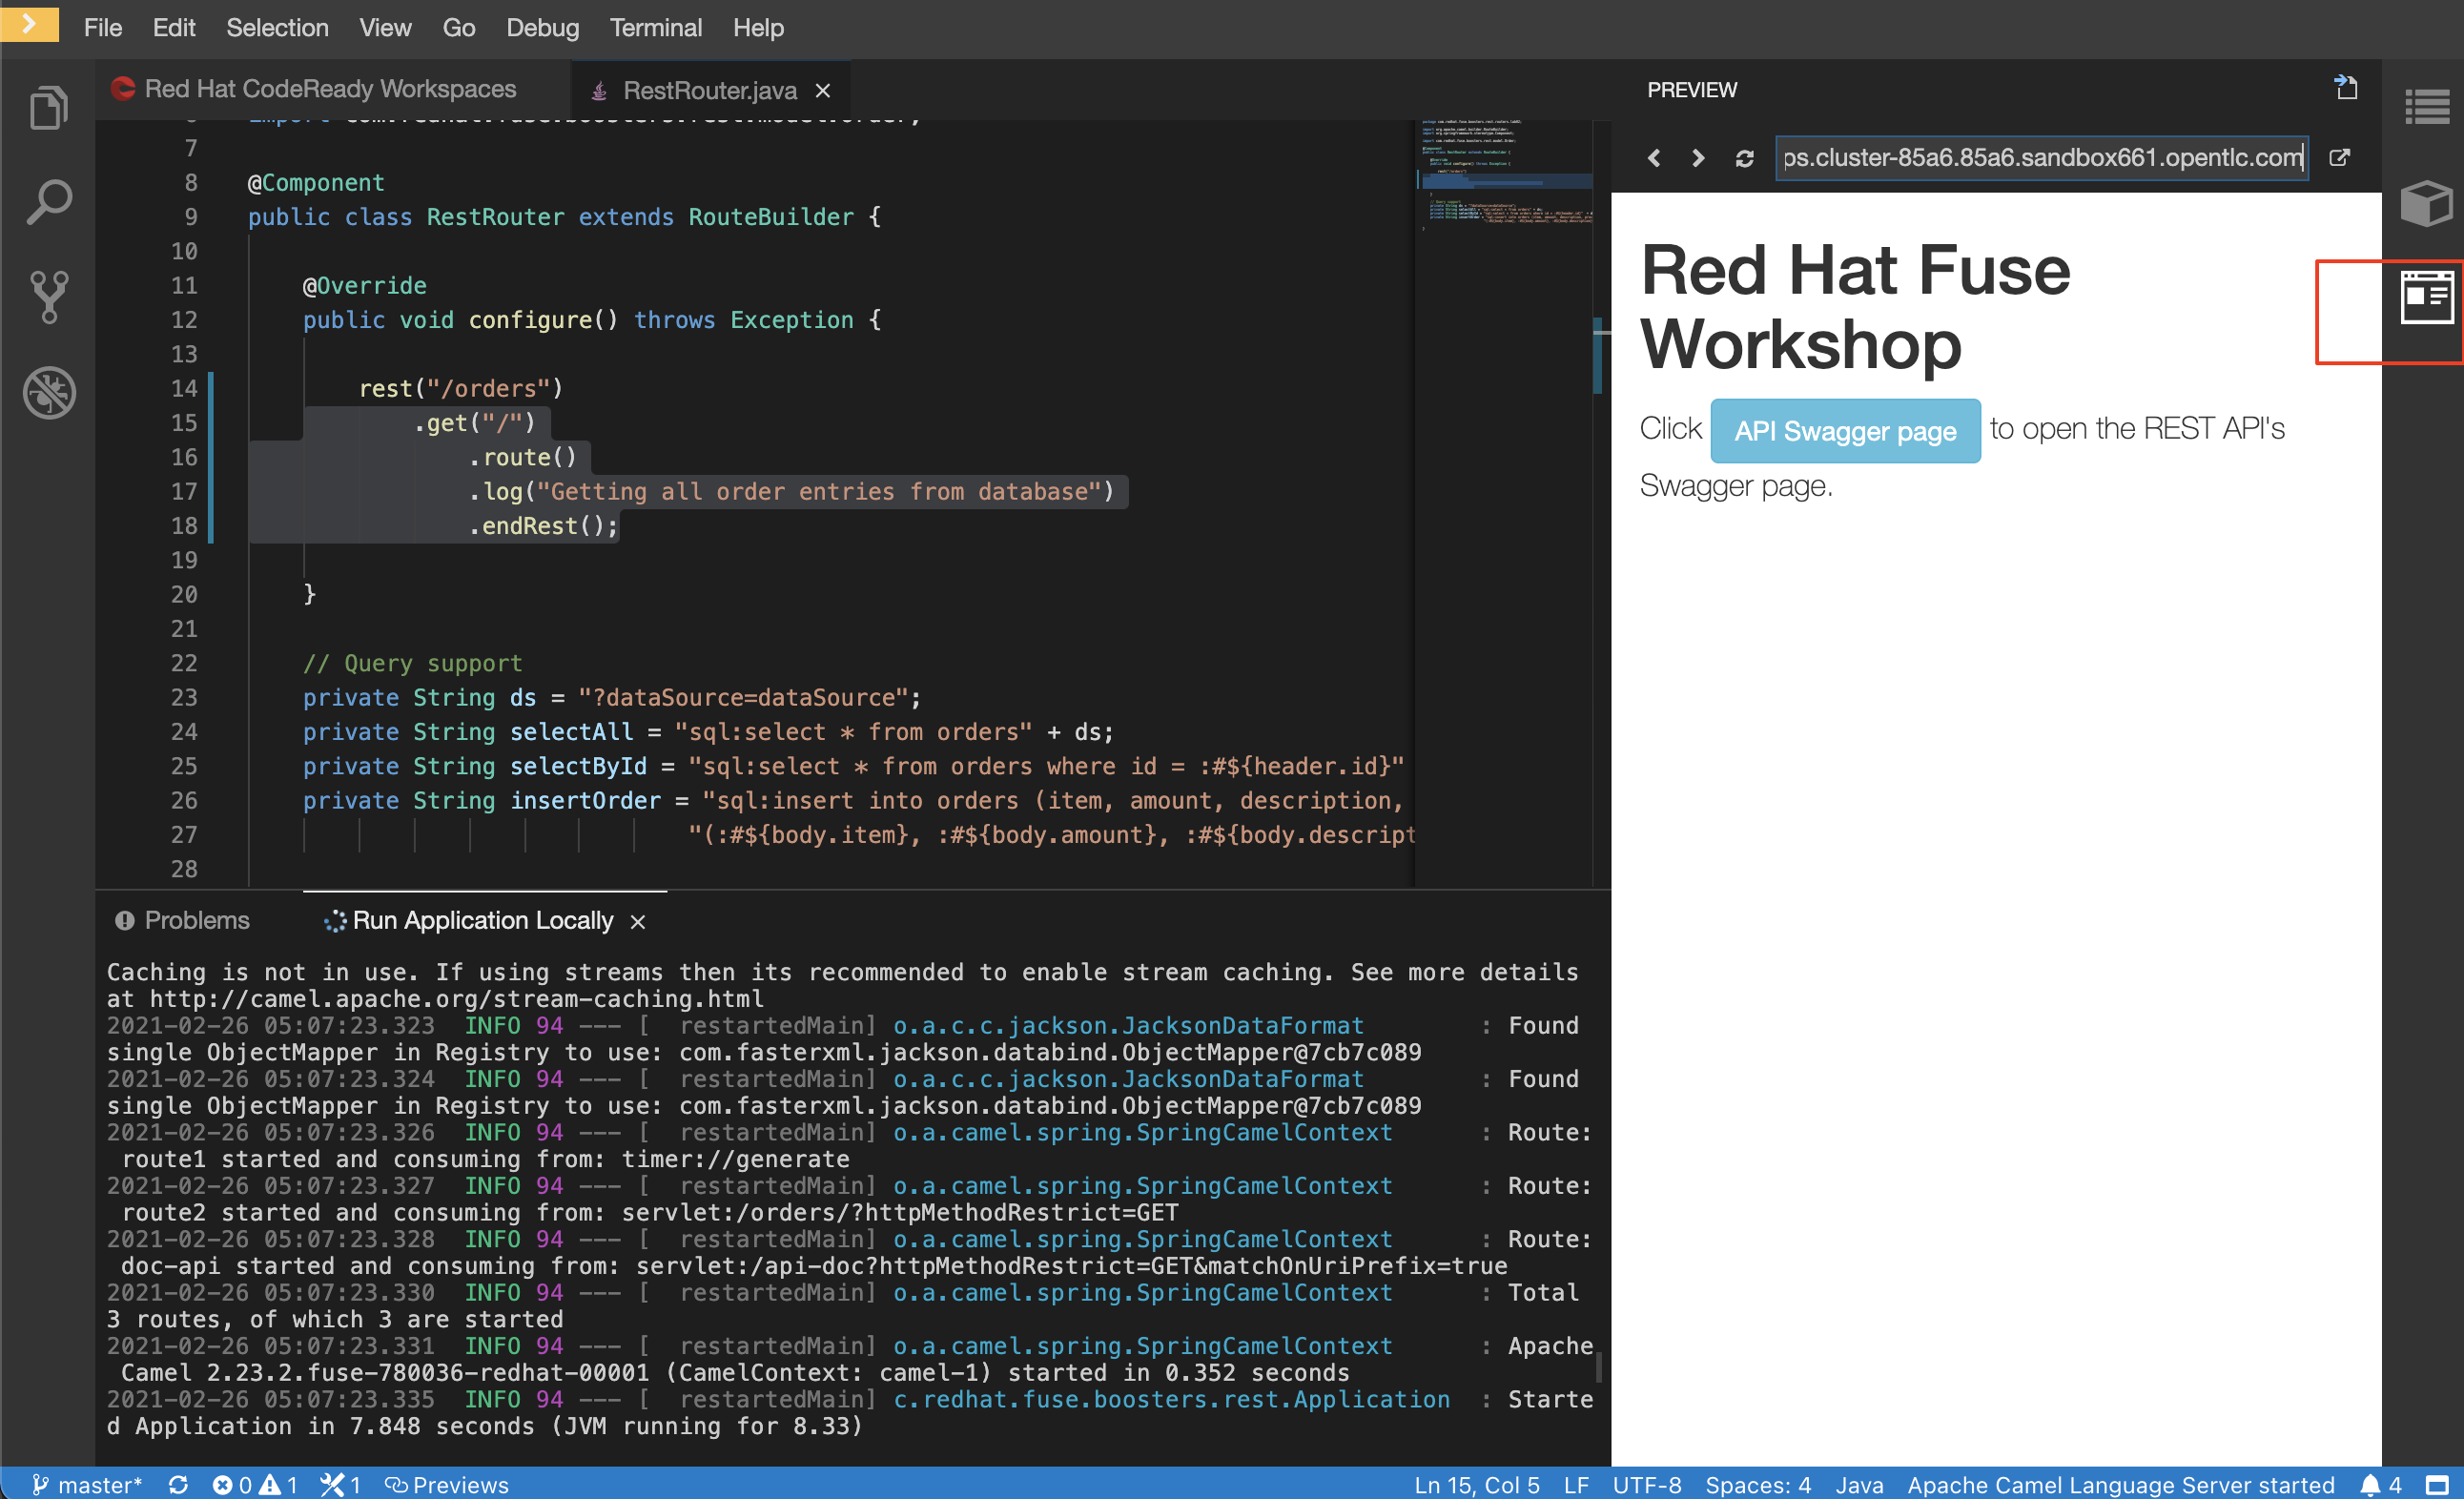 File Edit Selection View Go Debug Terminal Help
Red Hat CodeReady Workspaces
RestRouter.java
7
8 @Component
9 public class RestRouter extends RouteBuilder {
10
11 @Override
12 public void configure() throws Exception {
13
14 rest("/orders")
15 .get("/")
16 .route()
17 .log("Getting all order entries from database")
18 .endRest();
19
20 }
21
22 // Query support
23 private String ds = "?dataSource=dataSource";
24 private String selectAll = "sql:select * from orders" + ds;
25 private String selectById = "sql:select * from orders where id = :#${header.id}"
26 private String insertOrder = "sql:insert into orders (item, amount, description,
27 "(:#${body.item}, :#${body.amount}, :#${body.descript
28
Problems
Run Application Locally
Caching is not in use. If using streams then its recommended to enable stream caching. See more details
at http://camel.apache.org/stream-caching.html
2021-02-26 05:07:23.323 INFO 94 --- [ restartedMain] o.a.c.c.jackson.JacksonDataFormat : Found
single ObjectMapper in Registry to use: com.fasterxml.jackson.databind.ObjectMapper@7cb7c089
2021-02-26 05:07:23.324 INFO 94 --- [ restartedMain] o.a.c.c.jackson.JacksonDataFormat : Found
single ObjectMapper in Registry to use: com.fasterxml.jackson.databind.ObjectMapper@7cb7c089
2021-02-26 05:07:23.326 INFO 94 --- [ restartedMain] o.a.camel.spring.SpringCamelContext : Route:
route1 started and consuming from: timer://generate
2021-02-26 05:07:23.327 INFO 94 --- [ restartedMain] o.a.camel.spring.SpringCamelContext : Route:
route2 started and consuming from: servlet:/orders/?httpMethodRestrict=GET
2021-02-26 05:07:23.328 INFO 94 --- [ restartedMain] o.a.camel.spring.SpringCamelContext : Route:
doc-api started and consuming from: servlet:/api-doc?httpMethodRestrict=GET&matchOnUriPrefix=true
2021-02-26 05:07:23.330 INFO 94 --- [ restartedMain] o.a.camel.spring.SpringCamelContext : Total
3 routes, of which 3 are started
2021-02-26 05:07:23.331 INFO 94 --- [ restartedMain] o.a.camel.spring.SpringCamelContext : Apache
Camel 2.23.2.fuse-780036-redhat-00001 (CamelContext: camel-1) started in 0.352 seconds
2021-02-26 05:07:23.335 INFO 94 --- [ restartedMain] c.redhat.fuse.boosters.rest.Application : Starte
d Application in 7.848 seconds (JVM running for 8.33)
PREVIEW
ps.cluster-85a6.85a6.sandbox661.opentlc.com
Red Hat Fuse
Workshop
Click API Swagger page to open the REST API's
Swagger page.
master* 0 1 1 Previews
Ln 15, Col 5 LF UTF-8 Spaces: 4 Java Apache Camel Language Server started 4